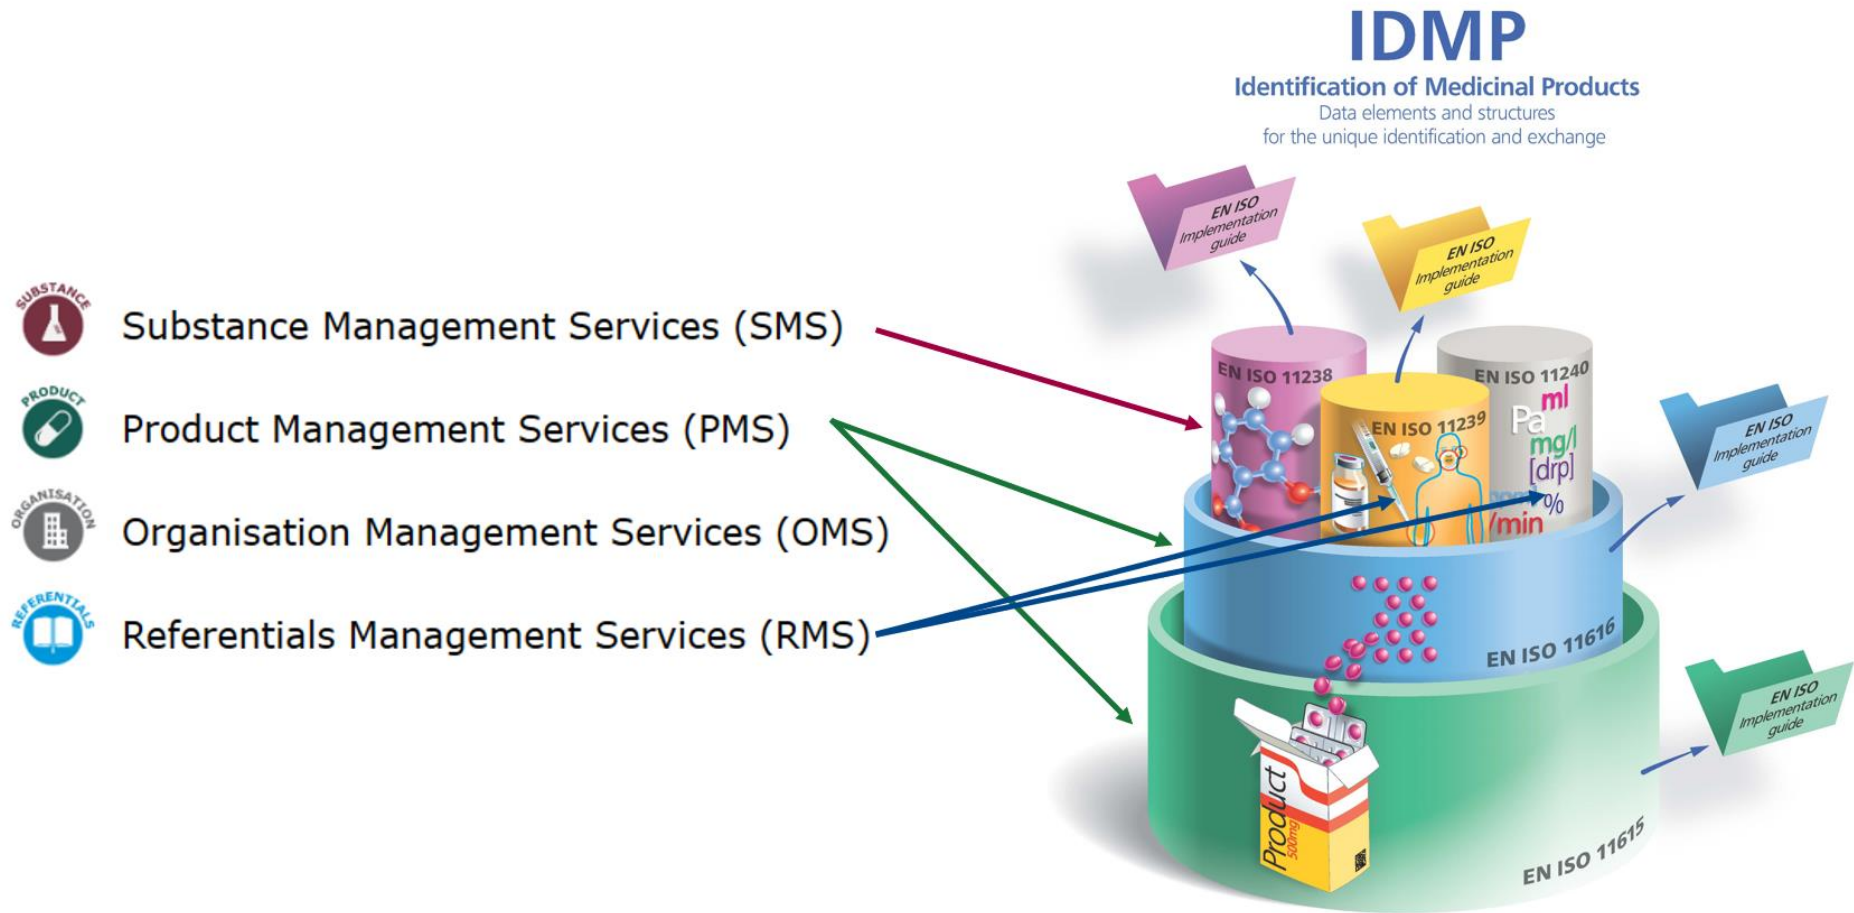 IDMP
Identification of Medicinal Products
Data elements and structures
for the unique identification and exchange
EN ISO
Implementation
guide
EN ISO
Implementation
guide
SUBSTANCE
Substance Management Services (SMS)
PRODUCT
Product Management Services (PMS)
ORGANISATION
Organisation Management Services (OMS)
REFERENTIALS
Referentials Management Services (RMS)
EN ISO 11238
EN ISO 11239
EN ISO 11240
ml
Pa
mg/l
[drp]
%
/min
EN ISO
Implementation
guide
EN ISO 11616
EN ISO
Implementation
guide
Product
500mg
EN ISO 11615